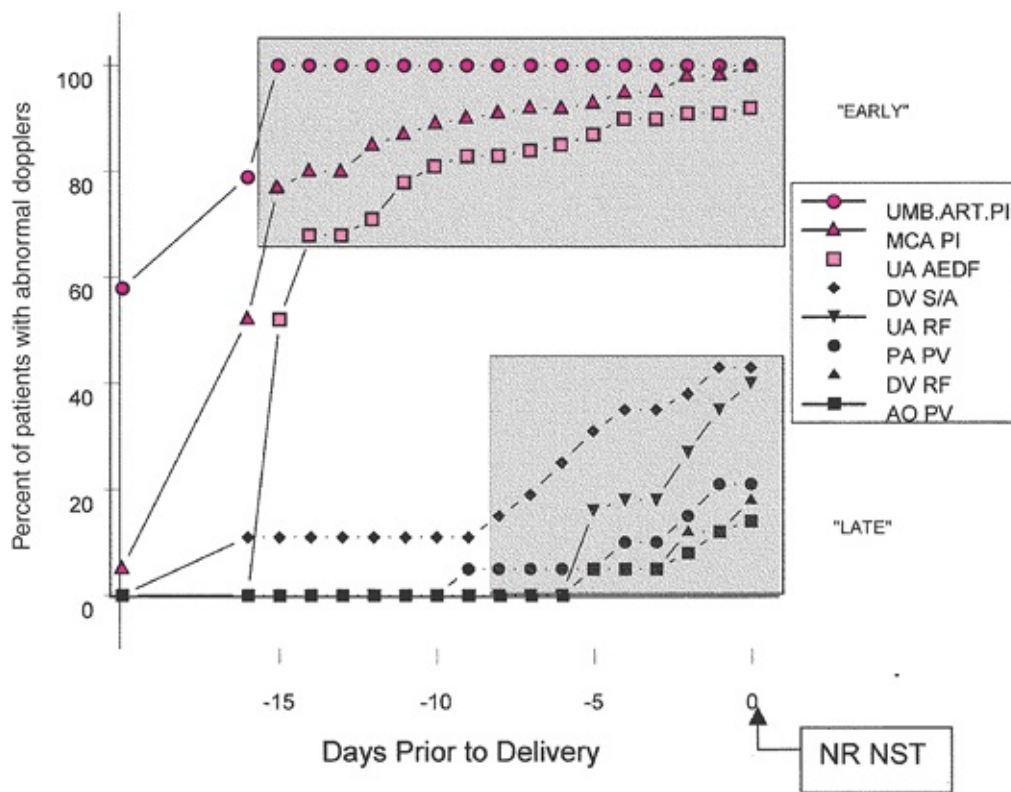 Percent of patients with abnormal dopplers
100
80
60
40
20
0
-15
-10
-5
0
Days Prior to Delivery
NR NST
"EARLY"
UMB.ART.PI
MCA PI
UA AEDF
DV S/A
UA RF
PA PV
DV RF
AO PV
"LATE"